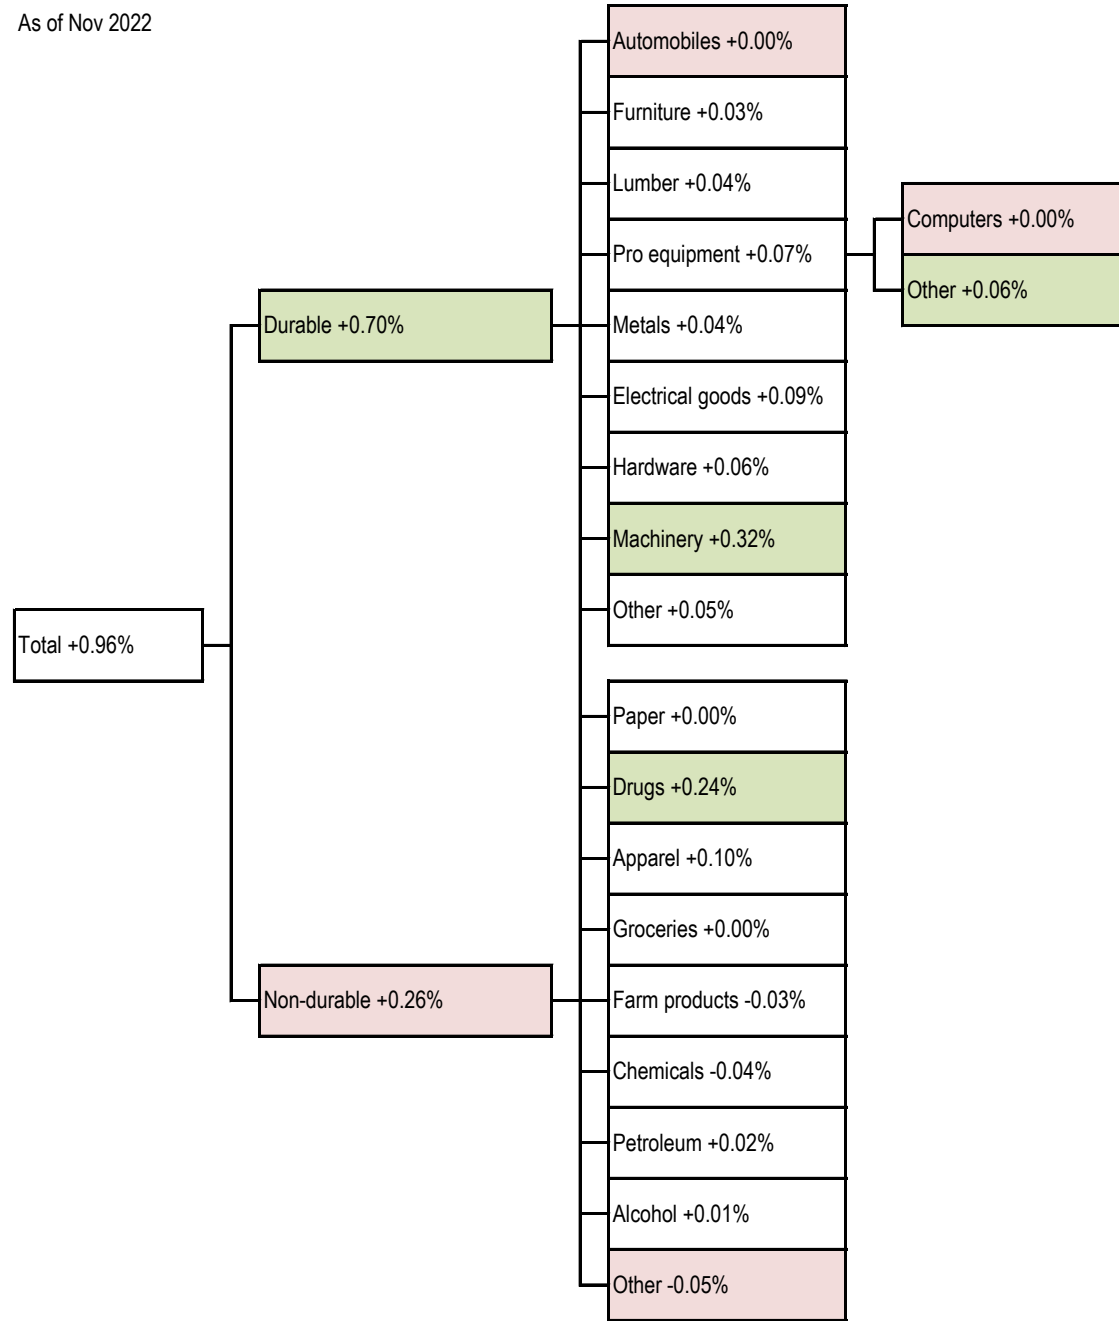 As of Nov 2022
Total +0.96%
Durable +0.70%
Automobiles +0.00%
Furniture +0.03%
Lumber +0.04%
Pro equipment +0.07%
Computers +0.00%
Other +0.06%
Metals +0.04%
Electrical goods +0.09%
Hardware +0.06%
Machinery +0.32%
Other +0.05%
Non-durable +0.26%
Paper +0.00%
Drugs +0.24%
Apparel +0.10%
Groceries +0.00%
Farm products -0.03%
Chemicals -0.04%
Petroleum +0.02%
Alcohol +0.01%
Other -0.05%